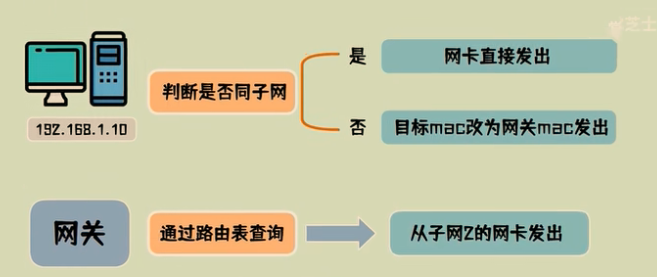 芝士
是
网卡直接发出
判断是否同子网
192.168.1.10
否
目标mac改为网关mac发出
网关
通过路由表查询
从子网2的网卡发出